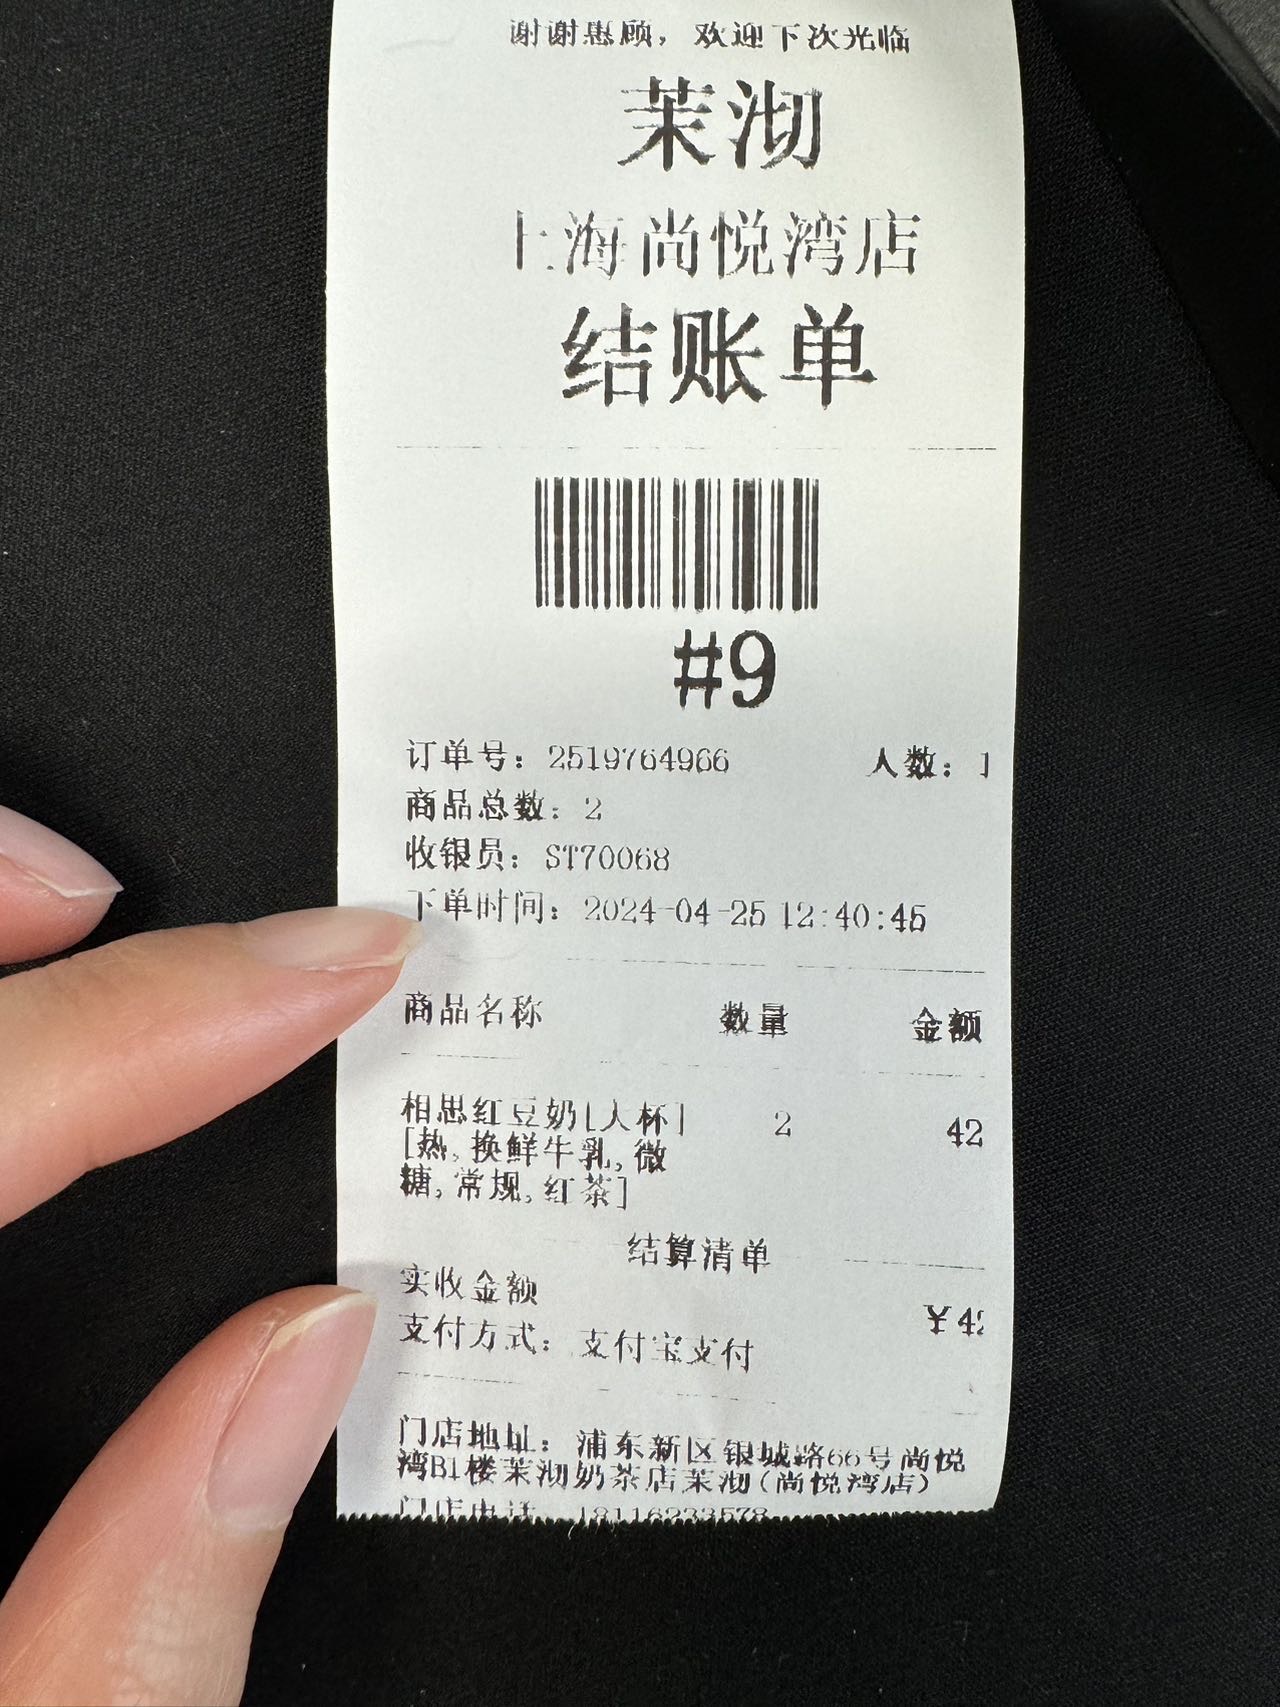 谢谢惠顾，欢迎下次光临
茉沏
上海尚悦湾店
结账单
#9
订单号：2519764966 人数：1
商品总数：2
收银员：ST70068
下单时间：2024-04-25 12:40:45
商品名称 数量 金额
相思红豆奶[大杯] 2 42
[热,换鲜牛乳,微
糖,常规,红茶]
结算清单
实收金额 ¥42
支付方式：支付宝支付
门店地址：浦东新区银城路66号尚悦
湾B1楼茉沏奶茶店茉沏(尚悦湾店)
门店电话：18116233578